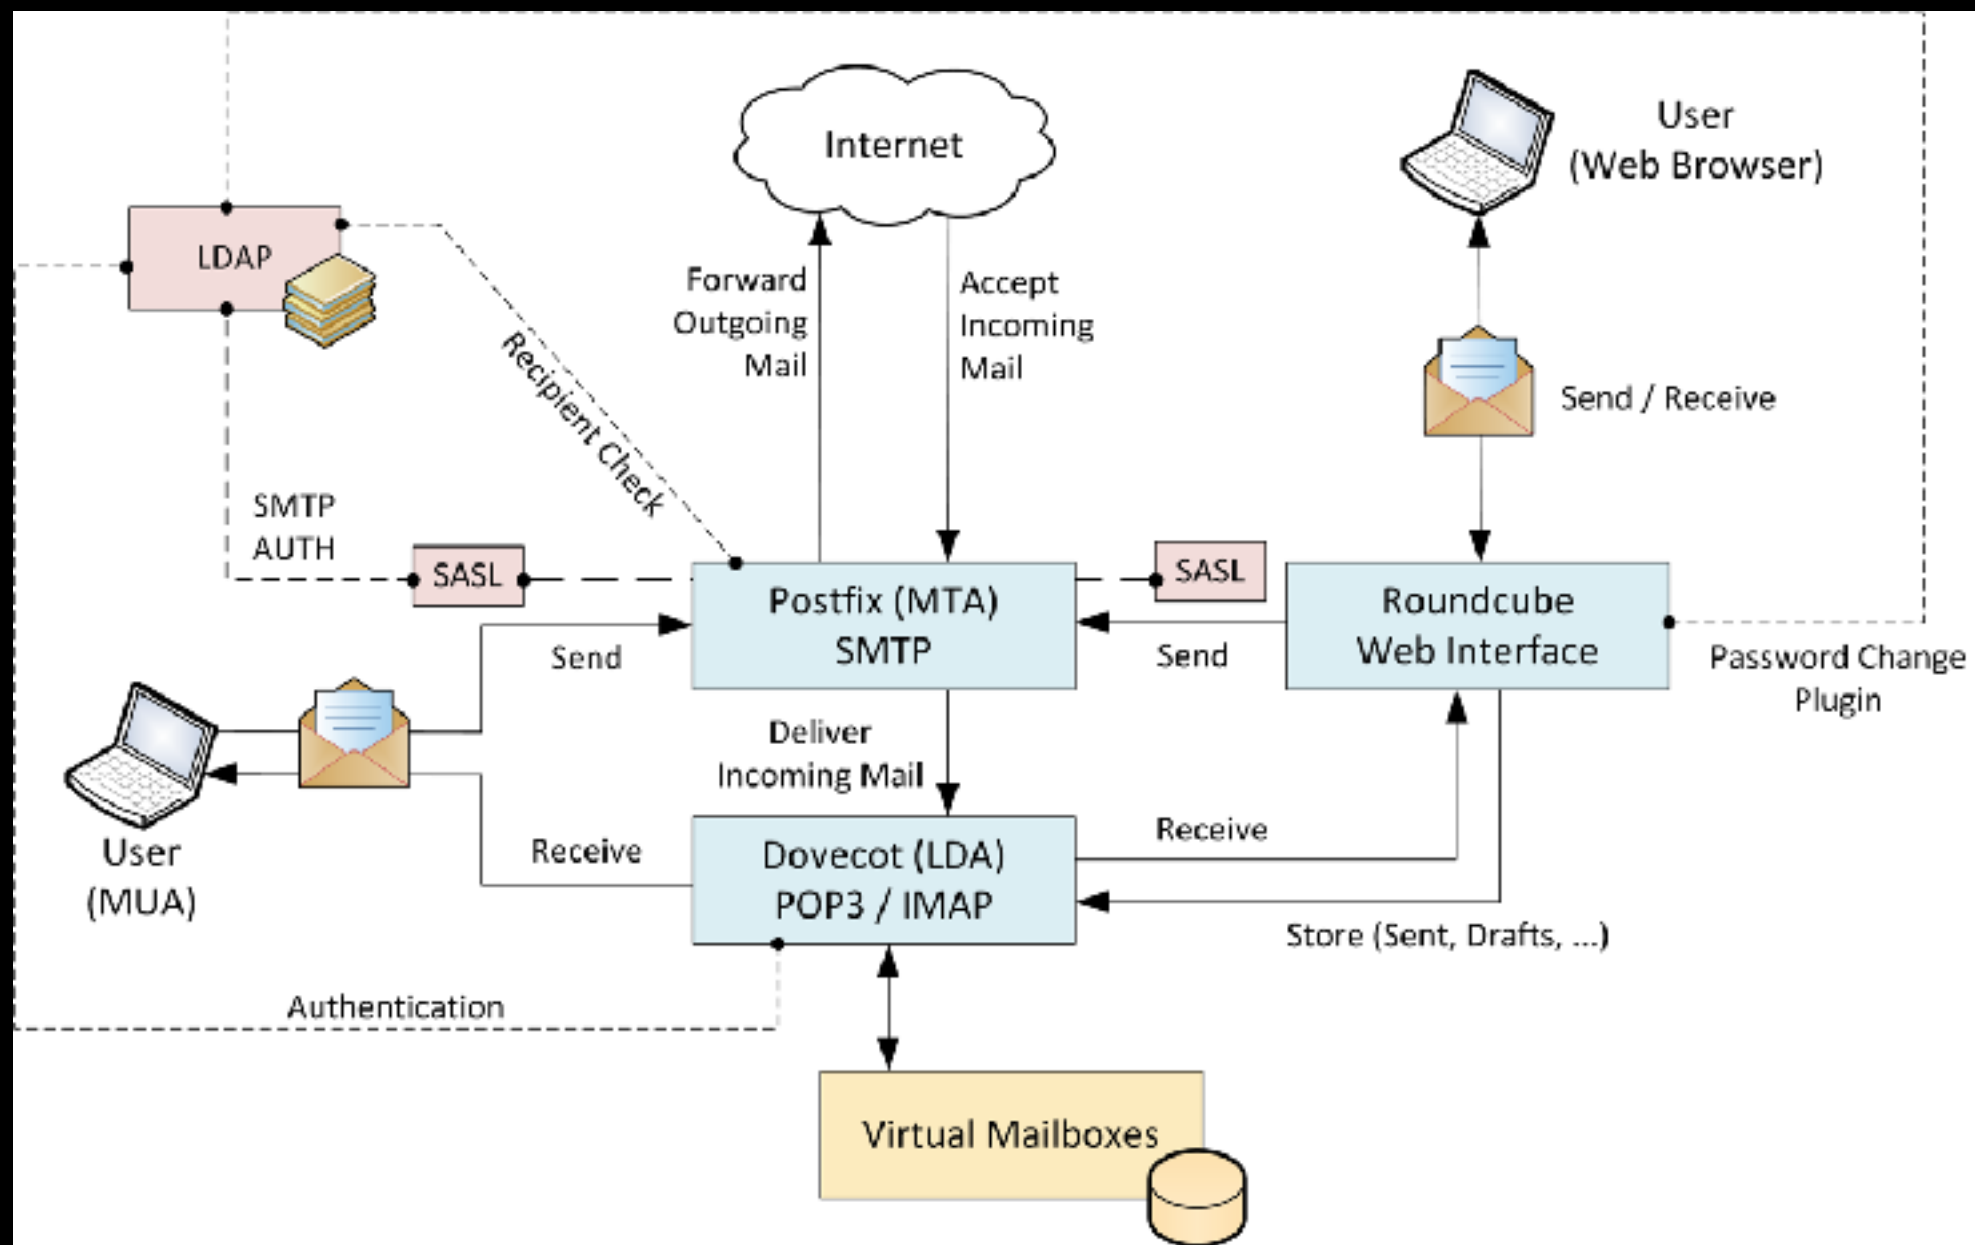 Internet
User
(Web Browser)
LDAP
Forward
Outgoing
Mail
Accept
Incoming
Mail
Recipient Check
Send / Receive
SMTP
AUTH
SASL
SASL
Postfix (MTA)
SMTP
Roundcube
Web Interface
Send
Send
Password Change
Plugin
Deliver
Incoming Mail
User
(MUA)
Receive
Dovecot (LDA)
POP3 / IMAP
Receive
Store (Sent, Drafts, ...)
Authentication
Virtual Mailboxes